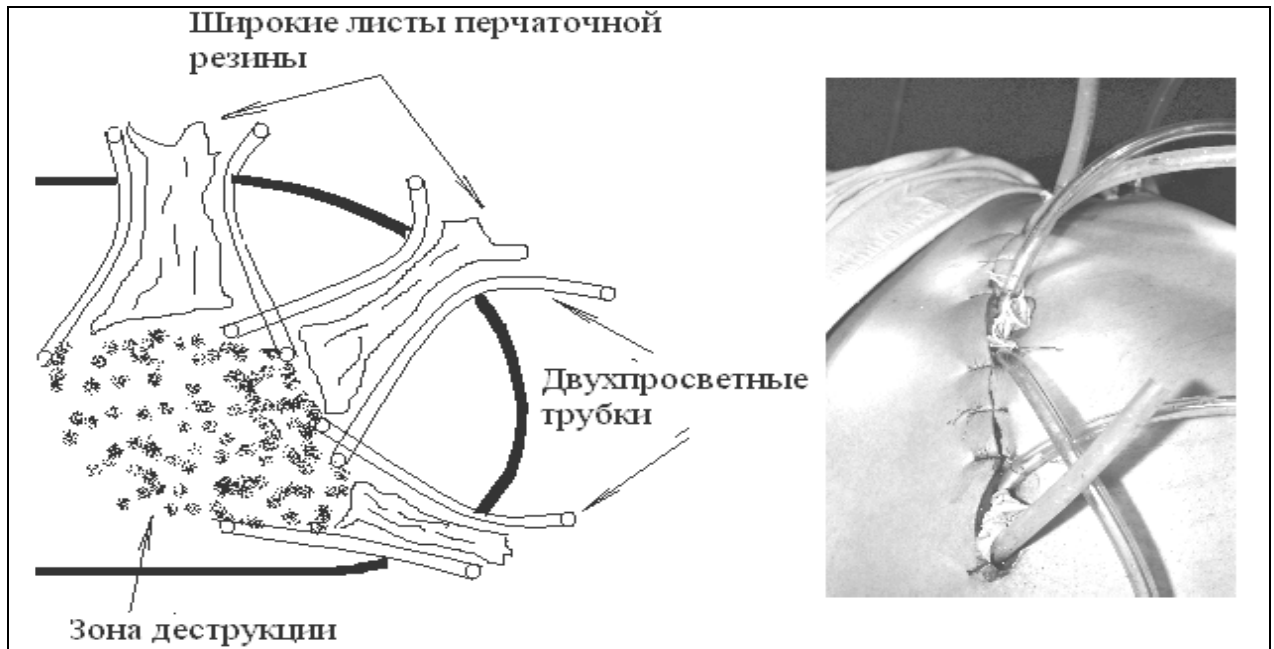 Широкие листы перчаточной
резины
Двухпросветные
трубки
Зона деструкции